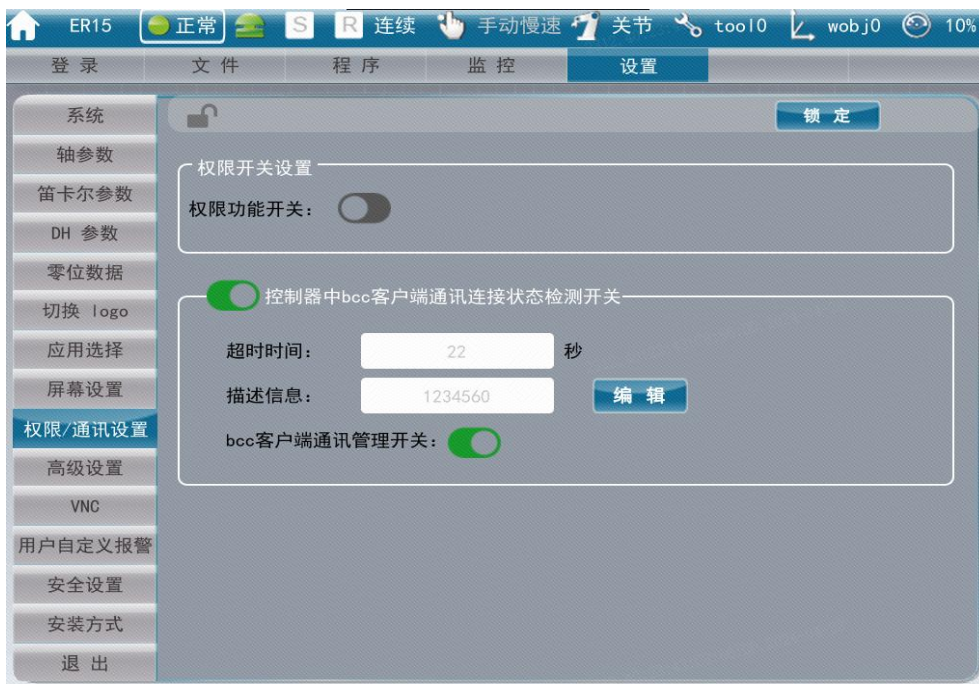 ER15 正常 S R 连续 手动慢速 关节 tool0 wobj0 10%
登 录 文 件 程 序 监 控 设置
系统
锁 定
轴参数
权限开关设置
笛卡尔参数
权限功能开关：
DH 参数
零位数据
控制器中bcc客户端通讯连接状态检测开关
切换 logo
应用选择
超时时间： 22 秒
屏幕设置
描述信息： 1234560 编 辑
权限/通讯设置
bcc客户端通讯管理开关：
高级设置
VNC
用户自定义报警
安全设置
安装方式
退 出